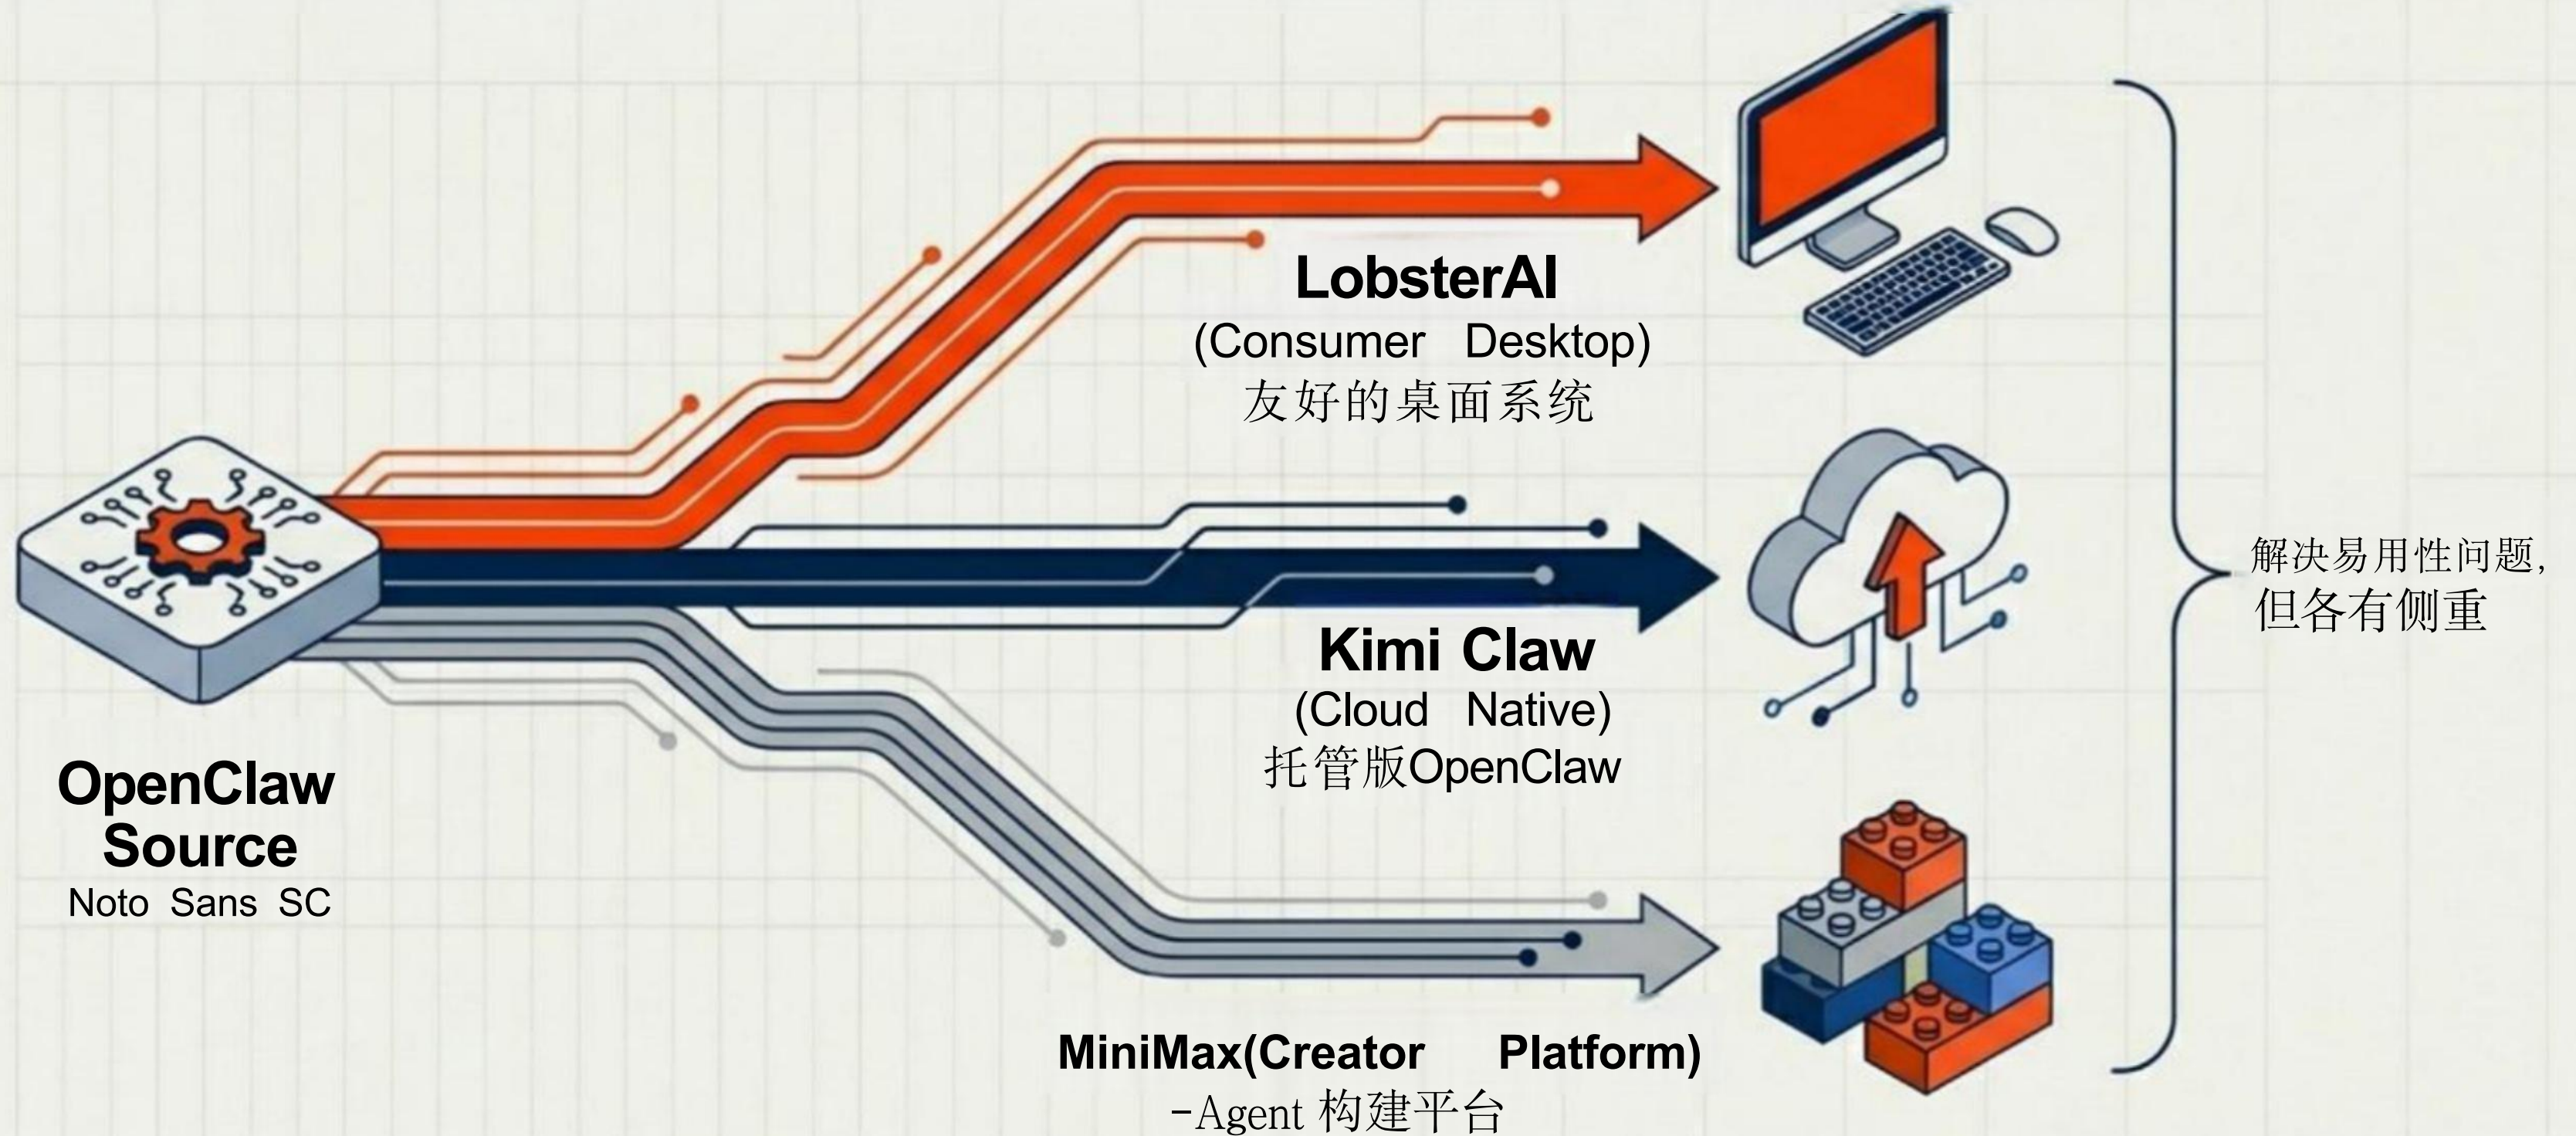 OpenClaw
Source
Noto Sans SC
LobsterAI
(Consumer Desktop)
友好的桌面系统
Kimi Claw
(Cloud Native)
托管版OpenClaw
MiniMax(Creator Platform)
-Agent 构建平台
解决易用性问题,
但各有侧重